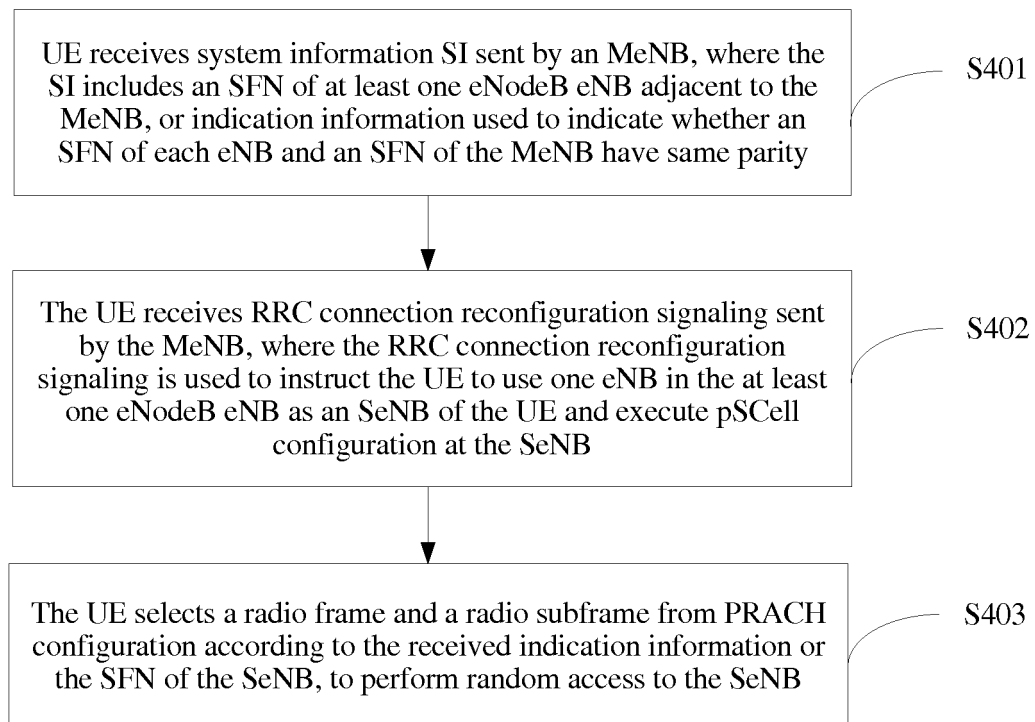 UE receives system information SI sent by an MeNB, where the
SI includes an SFN of at least one eNodeB eNB adjacent to the
MeNB, or indication information used to indicate whether an
SFN of each eNB and an SFN of the MeNB have same parity
S401
The UE receives RRC connection reconfiguration signaling sent
by the MeNB, where the RRC connection reconfiguration
signaling is used to instruct the UE to use one eNB in the at least
one eNodeB eNB as an SeNB of the UE and execute pSCell
configuration at the SeNB
S402
The UE selects a radio frame and a radio subframe from PRACH
configuration according to the received indication information or
the SFN of the SeNB, to perform random access to the SeNB
S403